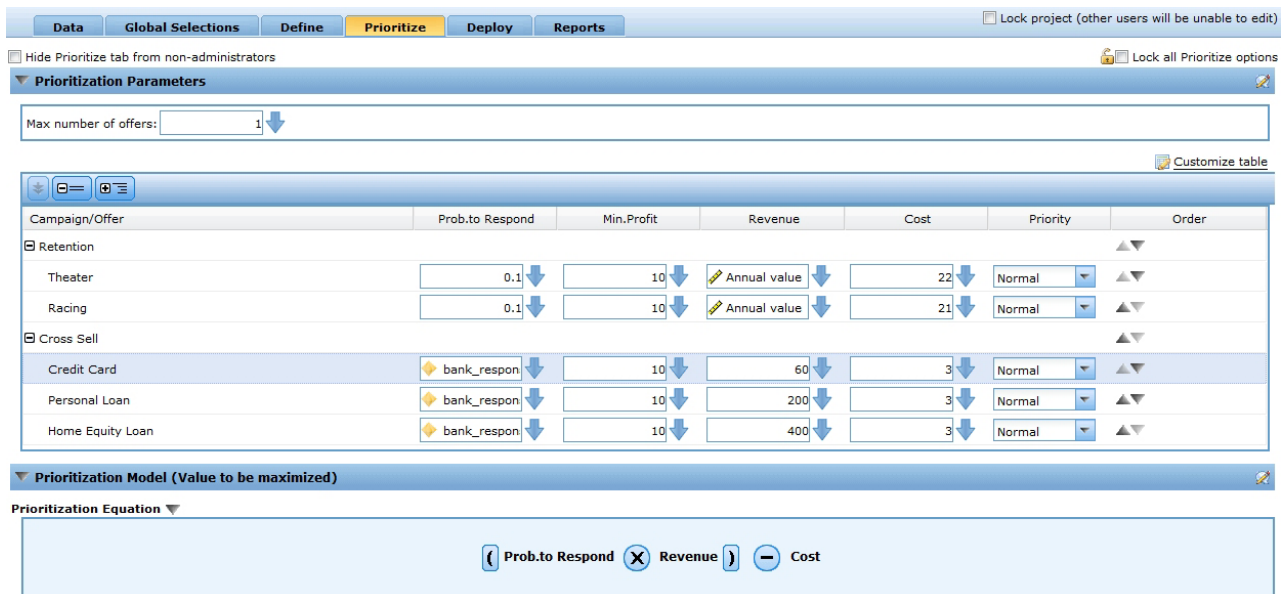 Data Global Selections Define Prioritize Deploy Reports Lock project (other users will be unable to edit)
Hide Prioritize tab from non-administrators Lock all Prioritize options
Prioritization Parameters
Max number of offers: 1
Customize table
Campaign/Offer Prob.to Respond Min.Profit Revenue Cost Priority Order
Retention
Theater 0.1 10 Annual value 22 Normal
Racing 0.1 10 Annual value 21 Normal
Cross Sell
Credit Card bank_respon 10 60 3 Normal
Personal Loan bank_respon 10 200 3 Normal
Home Equity Loan bank_respon 10 400 3 Normal
Prioritization Model (Value to be maximized)
Prioritization Equation
( Prob.to Respond X Revenue ) − Cost